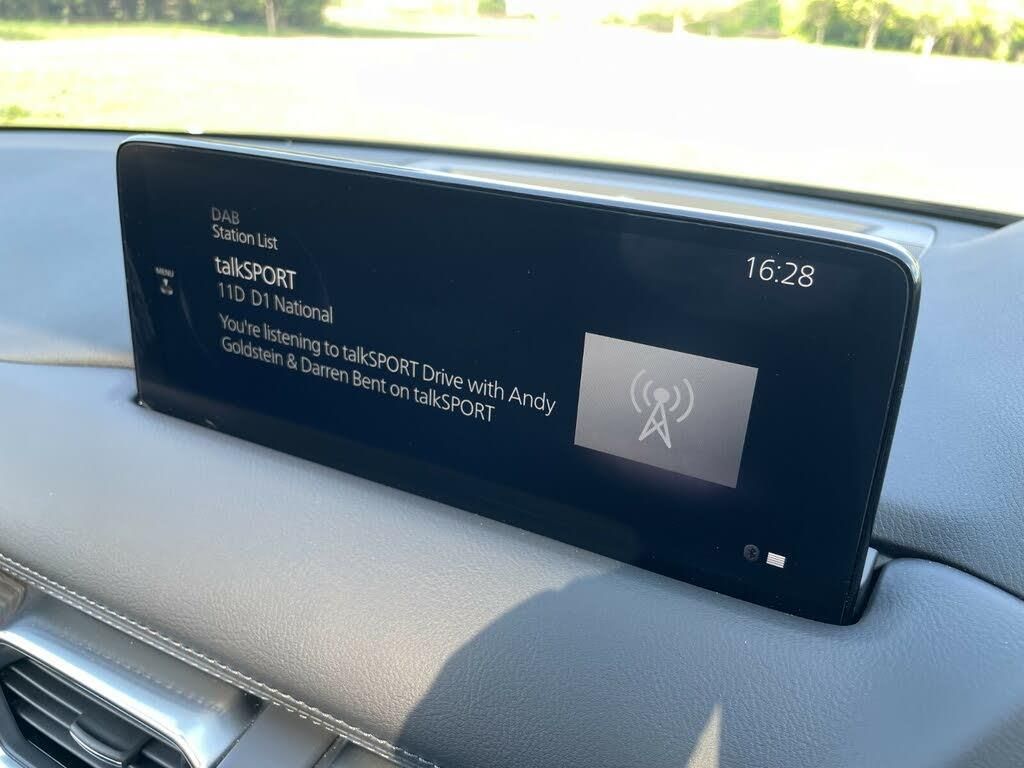 DAB
Station List
16:28
MENU
talkSPORT
11D D1 National
You're listening to talkSPORT Drive with Andy
Goldstein & Darren Bent on talkSPORT